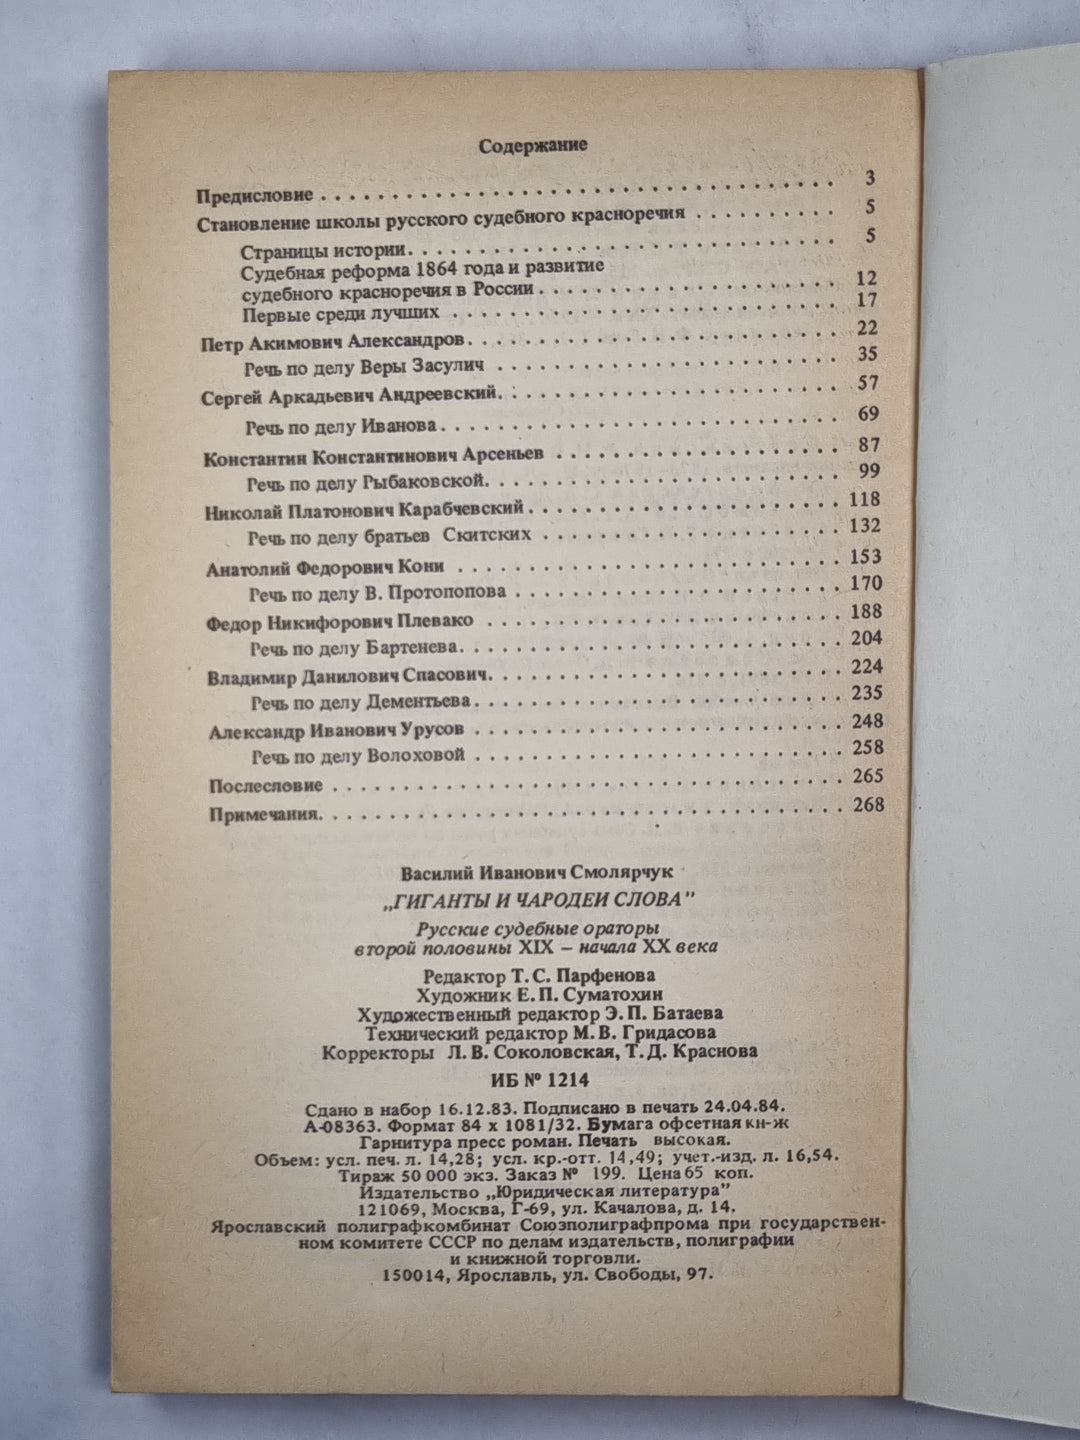 Содержание
Предисловие . . . . . . . . . . . . . . . . . . . . 3
Становление школы русского судебного красноречия . . . . . . . . . . 5
Страницы истории. . . . . . . . . . . . . . . . . . . . 5
Судебная реформа 1864 года и развитие
судебного красноречия в России . . . . . . . . . . . . . . . . . . . . 12
Первые среди лучших . . . . . . . . . . . . . . . . . . . . 17
Петр Акимович Александров. . . . . . . . . . . . . . . . . . . . 22
Речь по делу Веры Засулич . . . . . . . . . . . . . . . . . . . . 35
Сергей Аркадьевич Андреевский. . . . . . . . . . . . . . . . . . . . 57
Речь по делу Иванова. . . . . . . . . . . . . . . . . . . . 69
Константин Константинович Арсеньев . . . . . . . . . . . . . . . . . . . . 87
Речь по делу Рыбаковской. . . . . . . . . . . . . . . . . . . . 99
Николай Платонович Карабчевский . . . . . . . . . . . . . . . . . . . . 118
Речь по делу братьев Скитских . . . . . . . . . . . . . . . . . . . . 132
Анатолий Федорович Кони . . . . . . . . . . . . . . . . . . . . 153
Речь по делу В. Протопопова . . . . . . . . . . . . . . . . . . . . 170
Федор Никифорович Плевако . . . . . . . . . . . . . . . . . . . . 188
Речь по делу Бартенева. . . . . . . . . . . . . . . . . . . . 204
Владимир Данилович Спасович. . . . . . . . . . . . . . . . . . . . 224
Речь по делу Дементьева . . . . . . . . . . . . . . . . . . . . 235
Александр Иванович Урусов . . . . . . . . . . . . . . . . . . . . 248
Речь по делу Волоховой . . . . . . . . . . . . . . . . . . . . 258
Послесловие . . . . . . . . . . . . . . . . . . . . 265
Примечания. . . . . . . . . . . . . . . . . . . . 268
Василий Иванович Смолярчук
„ГИГАНТЫ И ЧАРОДЕИ СЛОВА"
Русские судебные ораторы
второй половины XIX – начала XX века
Редактор Т. С. Парфенова
Художник Е. П. Суматохин
Художественный редактор Э. П. Батаева
Технический редактор М. В. Гридасова
Корректоры Л. В. Соколовская, Т. Д. Краснова
ИБ № 1214
Сдано в набор 16.12.83. Подписано в печать 24.04.84.
А-08363. Формат 84 х 1081/32. Бумага офсетная кн-ж
Гарнитура пресс роман. Печать высокая.
Объем: усл. печ. л. 14,28; усл. кр.-отт. 14,49; учет.-изд. л. 16,54.
Тираж 50 000 экз. Заказ № 199. Цена 65 коп.
Издательство „Юридическая литература"
121069, Москва, Г-69, ул. Качалова, д. 14.
Ярославский полиграфкомбинат Союзполиграфпрома при государствен-
ном комитете СССР по делам издательств, полиграфии
и книжной торговли.
150014, Ярославль, ул. Свободы, 97.